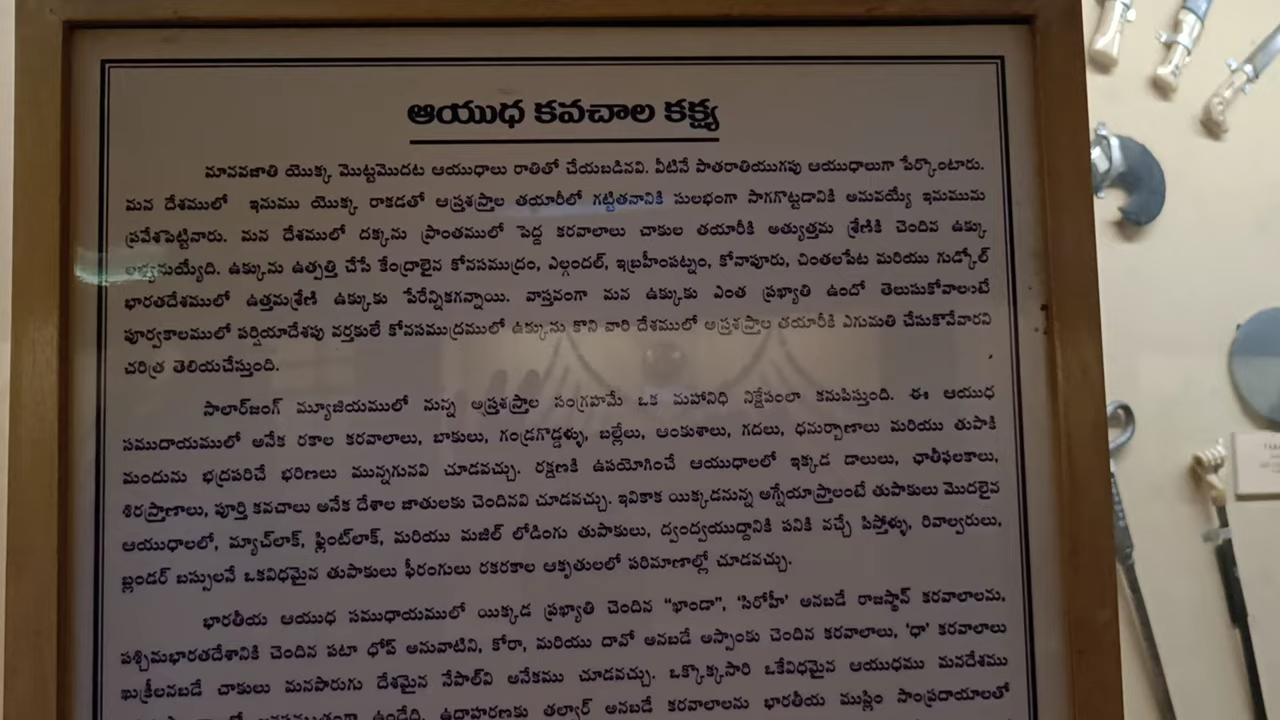 ఆయుధ కవచాల కక్ష్య
మానవజాతి యొక్క మొట్టమొదట ఆయుధాలు రాతితో చేయబడినవి. వీటినే పాతరాతియుగపు ఆయుధాలుగా పేర్కొంటారు.
మన దేశములో ఇనుము యొక్క రాకడతో అస్త్రశస్త్రాల తయారీలో గట్టితనానికి సులభంగా సాగగొట్టడానికి అనువయ్యే ఇనుమును
ప్రవేశపెట్టినారు. మన దేశములో దక్కను ప్రాంతములో పెద్ద కరవాలాలు చాకుల తయారీకి అత్యుత్తమ శ్రేణికి చెందిన ఉక్కు
లభ్యమయ్యేది. ఉక్కును ఉత్పత్తి చేసే కేంద్రాలైన కోనసముద్రం, ఎల్గందల్, ఇబ్రహీంపట్నం, కోనాపూరు, చింతలపేట మరియు గుడ్కోల్
భారతదేశములో ఉత్తమశ్రేణి ఉక్కుకు పేరేన్నికగన్నాయి. వాస్తవంగా మన ఉక్కుకు ఎంత ప్రఖ్యాతి ఉందో తెలుసుకోవాలంటే
పూర్వకాలములో పర్షియాదేశపు వర్తకులే కోనసముద్రములో ఉక్కును కొని వారి దేశములో అస్త్రశస్త్రాల తయారీకి ఎగుమతి చేసుకొనేవారని
చరిత్ర తెలియచేస్తుంది.
సాలార్‌జంగ్ మ్యూజియములో నున్న అస్త్రశస్త్రాల సంగ్రహమే ఒక మహానిధి నిక్షేపంలా కనపిస్తుంది. ఈ ఆయుధ
సముదాయములో అనేక రకాల కరవాలాలు, బాకులు, గండ్రగొడ్డళ్ళు, బల్లేలు, అంకుశాలు, గదలు, ధనుర్బాణాలు మరియు తుపాకి
మందును భద్రపరిచే భరిణలు మున్నగునవి చూడవచ్చు. రక్షణకి ఉపయోగించే ఆయుధాలలో ఇక్కడ డాలులు, ఛాతీఫలకాలు,
శిరస్త్రాణాలు, పూర్తి కవచాలు అనేక దేశాల జాతులకు చెందినవి చూడవచ్చు. ఇవికాక యిక్కడనున్న అగ్నేయాస్త్రాలంటే తుపాకులు మొదలైన
ఆయుధాలలో, మ్యాచ్‌లాక్, ఫ్లింట్‌లాక్, మరియు మజిల్ లోడింగు తుపాకులు, ద్వంద్వయుద్దానికి పనికి వచ్చే పిస్తోళ్ళు, రివాల్వరులు,
బ్లండర్ బస్సులనే ఒకవిధమైన తుపాకులు ఫిరంగులు రకరకాల ఆకృతులలో పరిమాణాల్లో చూడవచ్చు.
భారతీయ ఆయుధ సముధాయములో యిక్కడ ప్రఖ్యాతి చెందిన "ఖాండా", 'సిరోహీ' అనబడే రాజస్థాన్ కరవాలాలను,
పశ్చిమభారతదేశానికి చెందిన పటా ధోప్ అనువాటిని, కోరా, మరియు దావో అనబడే అస్సాంకు చెందిన కరవాలాలు, 'ధా' కరవాలాలు
ఖుక్రీలనబడే చాకులు మనపొరుగు దేశమైన నేపాల్‌వి అనేకము చూడవచ్చు. ఒక్కొక్కసారి ఒకేవిధమైన ఆయుధము మనదేశము
ఉండేది. ఉదాహరణకు తల్వార్ అనబడే కరవాలాలను భారతీయ ముస్లిం సాంప్రదాయాలతో